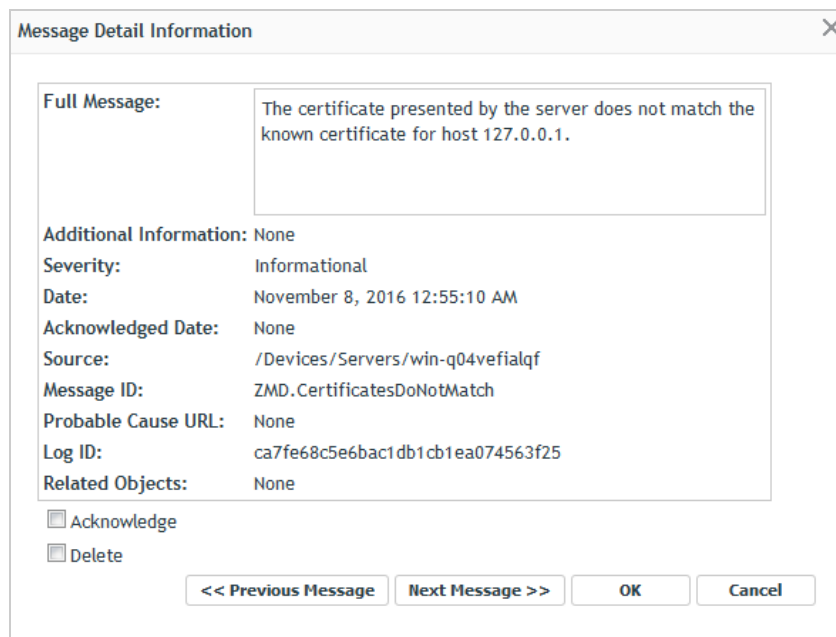 Message Detail Information
Full Message:
The certificate presented by the server does not match the
known certificate for host 127.0.0.1.
Additional Information: None
Severity: Informational
Date: November 8, 2016 12:55:10 AM
Acknowledged Date: None
Source: /Devices/Servers/win-q04vefialqf
Message ID: ZMD.CertificatesDoNotMatch
Probable Cause URL: None
Log ID: ca7fe68c5e6bac1db1cb1ea074563f25
Related Objects: None
Acknowledge
Delete
<< Previous Message Next Message >> OK Cancel